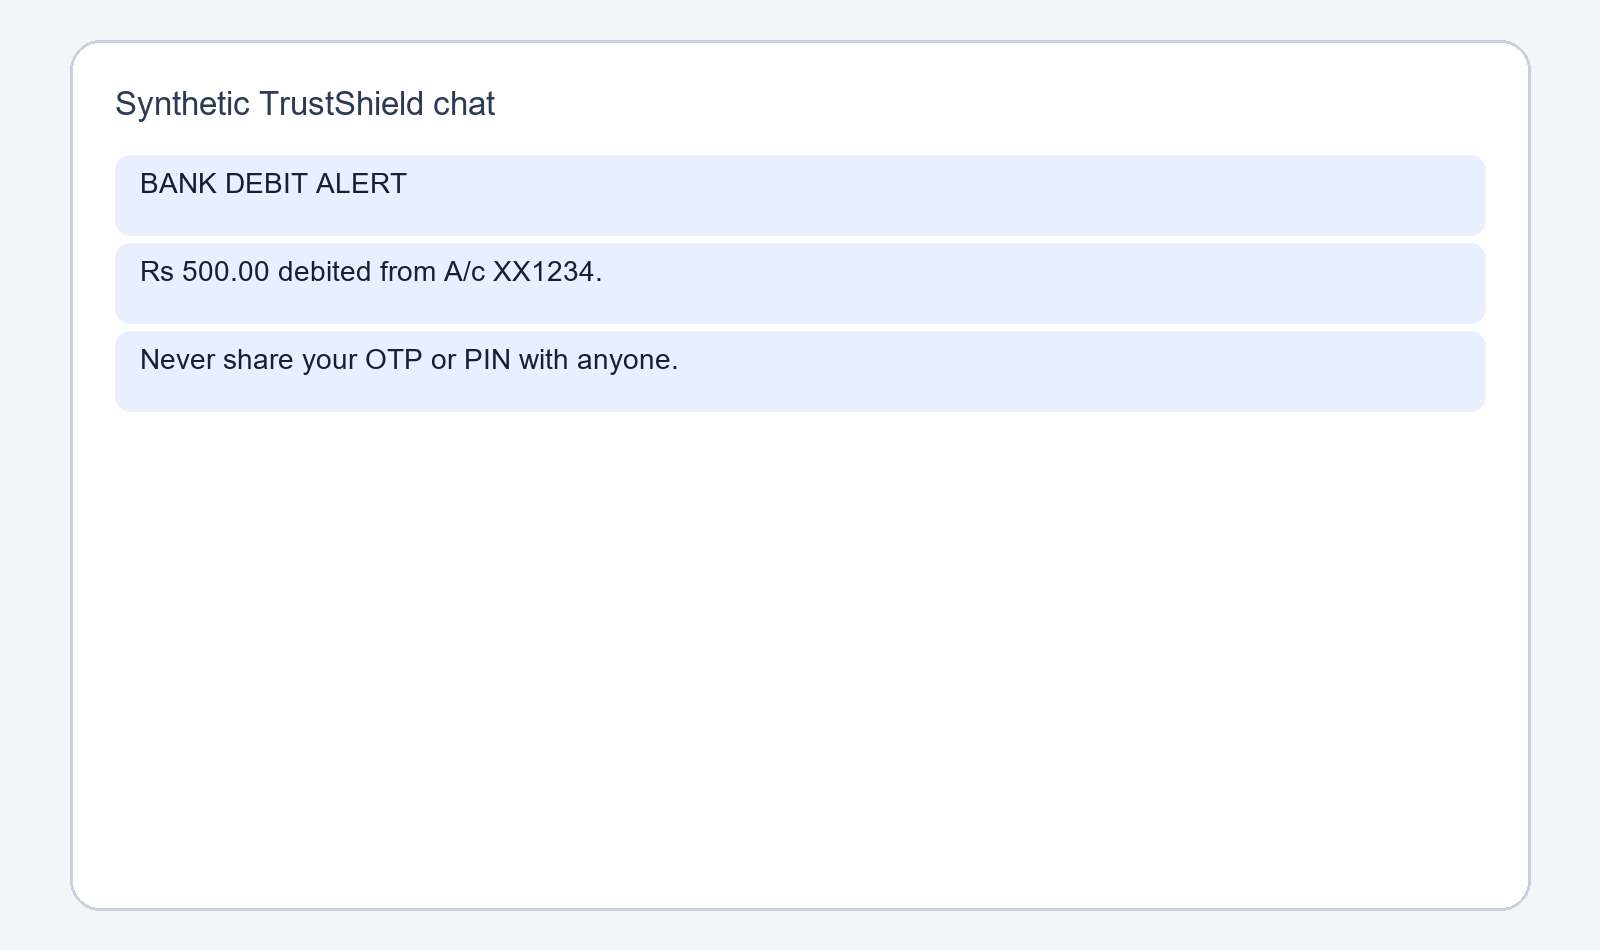 Synthetic TrustShield chat
BANK DEBIT ALERT
Rs 500.00 debited from A/c XX1234.
Never share your OTP or PIN with anyone.